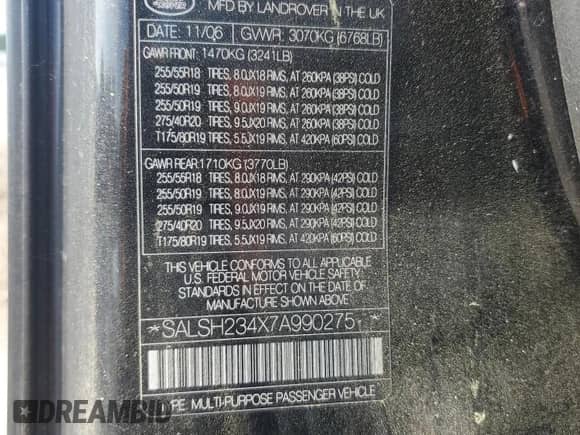 MFD BY LANDROVER IN THE UK
DATE: 11/06 GVWR: 3070KG (6768LB)
GAWR FRONT: 1470KG (3241LB)
255/55R18 TIRES, 8.0JX18 RIMS, AT 260KPA (38PSI) COLD
255/50R19 TIRES, 8.0JX19 RIMS, AT 260KPA (38PSI) COLD
255/50R19 TIRES, 9.0JX19 RIMS, AT 260KPA (38PSI) COLD
275/40R20 TIRES, 9.5JX20 RIMS, AT 260KPA (38PSI) COLD
T175/80R19 TIRES, 5.5JX19 RIMS, AT 420KPA (60PSI) COLD
GAWR REAR: 1710KG (3770LB)
255/55R18 TIRES, 8.0JX18 RIMS, AT 290KPA (42PSI) COLD
255/50R19 TIRES, 8.0JX19 RIMS, AT 290KPA (42PSI) COLD
255/50R19 TIRES, 9.0JX19 RIMS, AT 290KPA (42PSI) COLD
275/40R20 TIRES, 9.5JX20 RIMS, AT 290KPA (42PSI) COLD
T175/80R19 TIRES, 5.5JX19 RIMS, AT 420KPA (60PSI) COLD
THIS VEHICLE CONFORMS TO ALL APPLICABLE
U.S. FEDERAL MOTOR VEHICLE SAFETY
STANDARDS IN EFFECT ON THE DATE OF
MANUFACTURE SHOWN ABOVE
*SALSH234X7A990275*
TYPE: MULTI-PURPOSE PASSENGER VEHICLE
DREAMBID